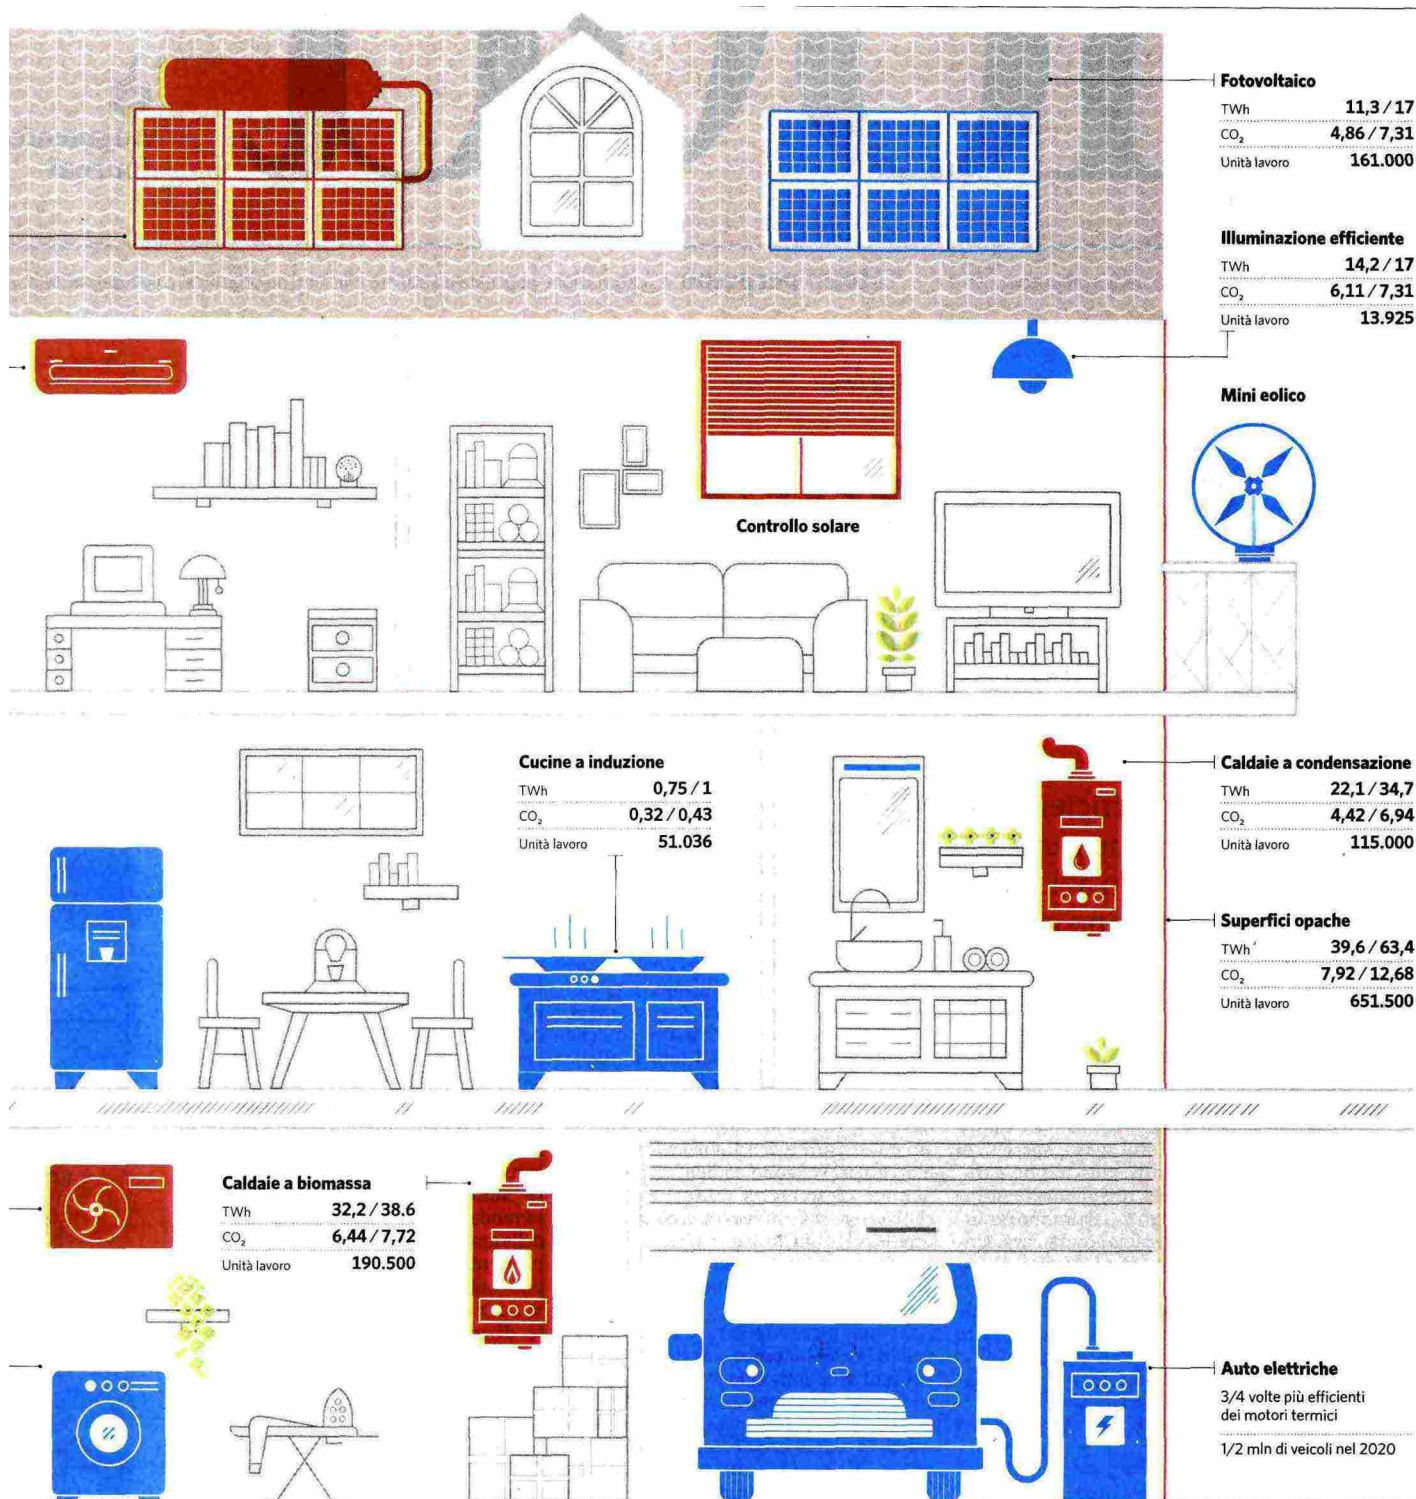 Fotovoltaico
TWh 11,3 / 17
CO₂ 4,86 / 7,31
Unità lavoro 161.000
Illuminazione efficiente
TWh 14,2 / 17
CO₂ 6,11 / 7,31
Unità lavoro 13.925
Mini eolico
Controllo solare
Cucine a induzione
TWh 0,75 / 1
CO₂ 0,32 / 0,43
Unità lavoro 51.036
Caldaie a condensazione
TWh 22,1 / 34,7
CO₂ 4,42 / 6,94
Unità lavoro 115.000
Superfici opache
TWh 39,6 / 63,4
CO₂ 7,92 / 12,68
Unità lavoro 651.500
Caldaie a biomassa
TWh 32,2 / 38.6
CO₂ 6,44 / 7,72
Unità lavoro 190.500
Auto elettriche
3/4 volte più efficienti
dei motori termici
1/2 mln di veicoli nel 2020